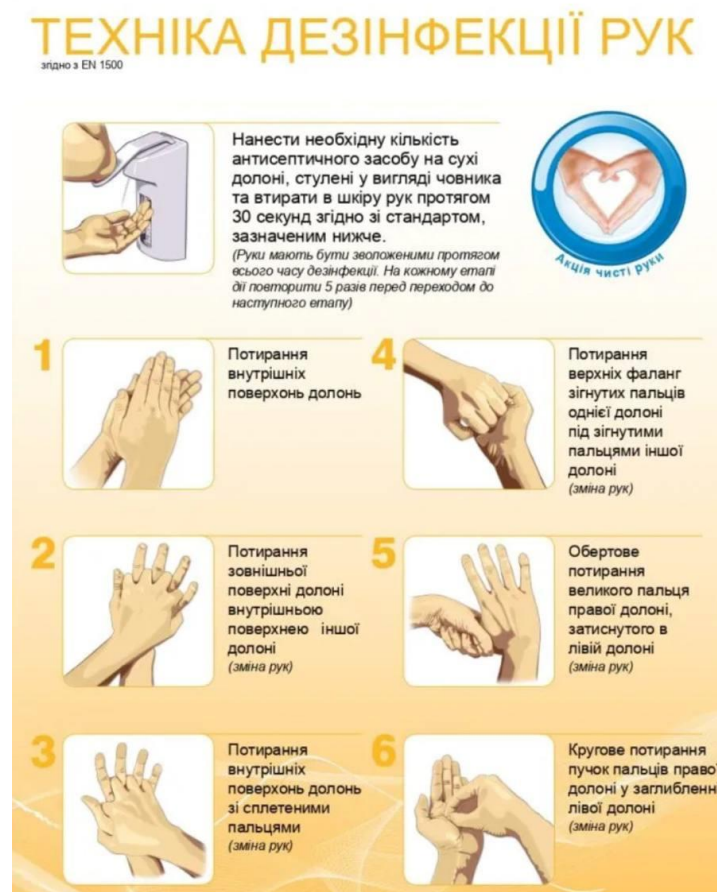 ТЕХНІКА ДЕЗІНФЕКЦІЇ РУК
згідно з EN 1500
Нанести необхідну кількість
антисептичного засобу на сухі
долоні, стулені у вигляді човника
та втирати в шкіру рук протягом
30 секунд згідно зі стандартом,
зазначеним нижче.
(Руки мають бути зволоженими протягом
всього часу дезінфекції. На кожному етапі
дії повторити 5 разів перед переходом до
наступного етапу)
Акція чисті руки
1
Потирання
внутрішніх
поверхонь долонь
2
Потирання
зовнішньої
поверхні долоні
внутрішньою
поверхнею іншої
долоні
(зміна рук)
3
Потирання
внутрішніх
поверхонь долонь
зі сплетеними
пальцями
(зміна рук)
4
Потирання
верхніх фаланг
зігнутих пальців
однієї долоні
під зігнутими
пальцями іншої
долоні
(зміна рук)
5
Обертове
потирання
великого пальця
правої долоні,
затиснутого в
лівій долоні
(зміна рук)
6
Кругове потирання
пучок пальців правої
долоні у заглибленн
лівої долоні
(зміна рук)